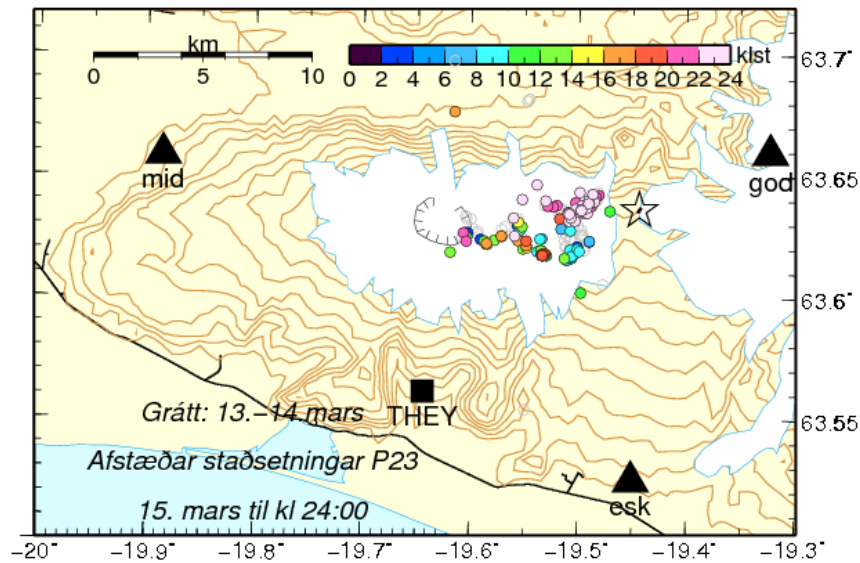 km
0 5 10
klst
0 2 4 6 8 10 12 14 16 18 20 22 24
63.7°
mid
god
63.65
63.6°
63.55
Grátt: 13.–14 mars
THEY
Afstæðar staðsetningar P23
15. mars til kl 24:00
esk
−20° −19.9° −19.8° −19.7° −19.6° −19.5° −19.4° −19.3°